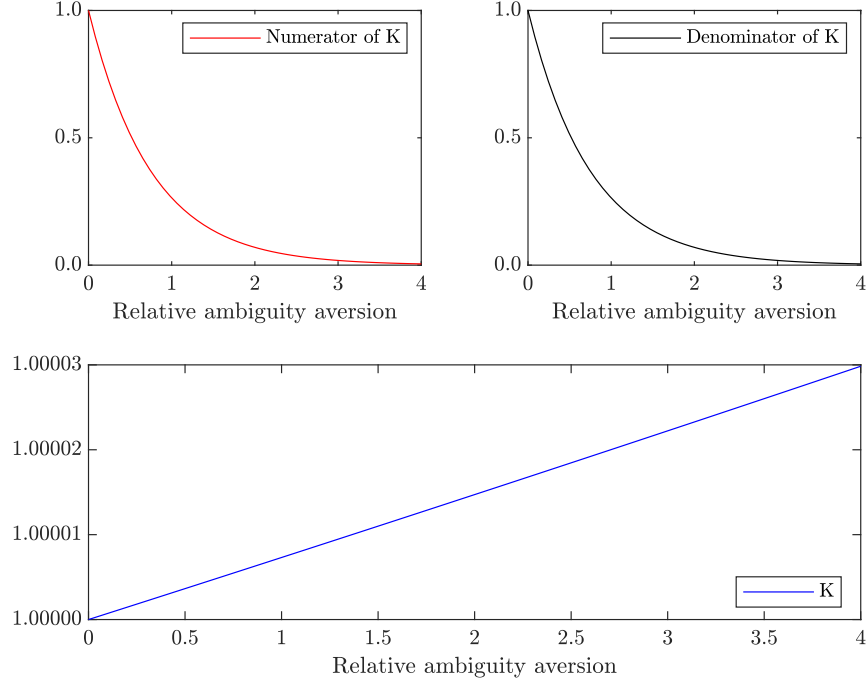 1.0
Numerator of K
0.5
0.0
0 1 2 3 4
Relative ambiguity aversion
1.0
Denominator of K
0.5
0.0
0 1 2 3 4
Relative ambiguity aversion
1.00003
1.00002
1.00001
1.00000
K
0 0.5 1 1.5 2 2.5 3 3.5 4
Relative ambiguity aversion